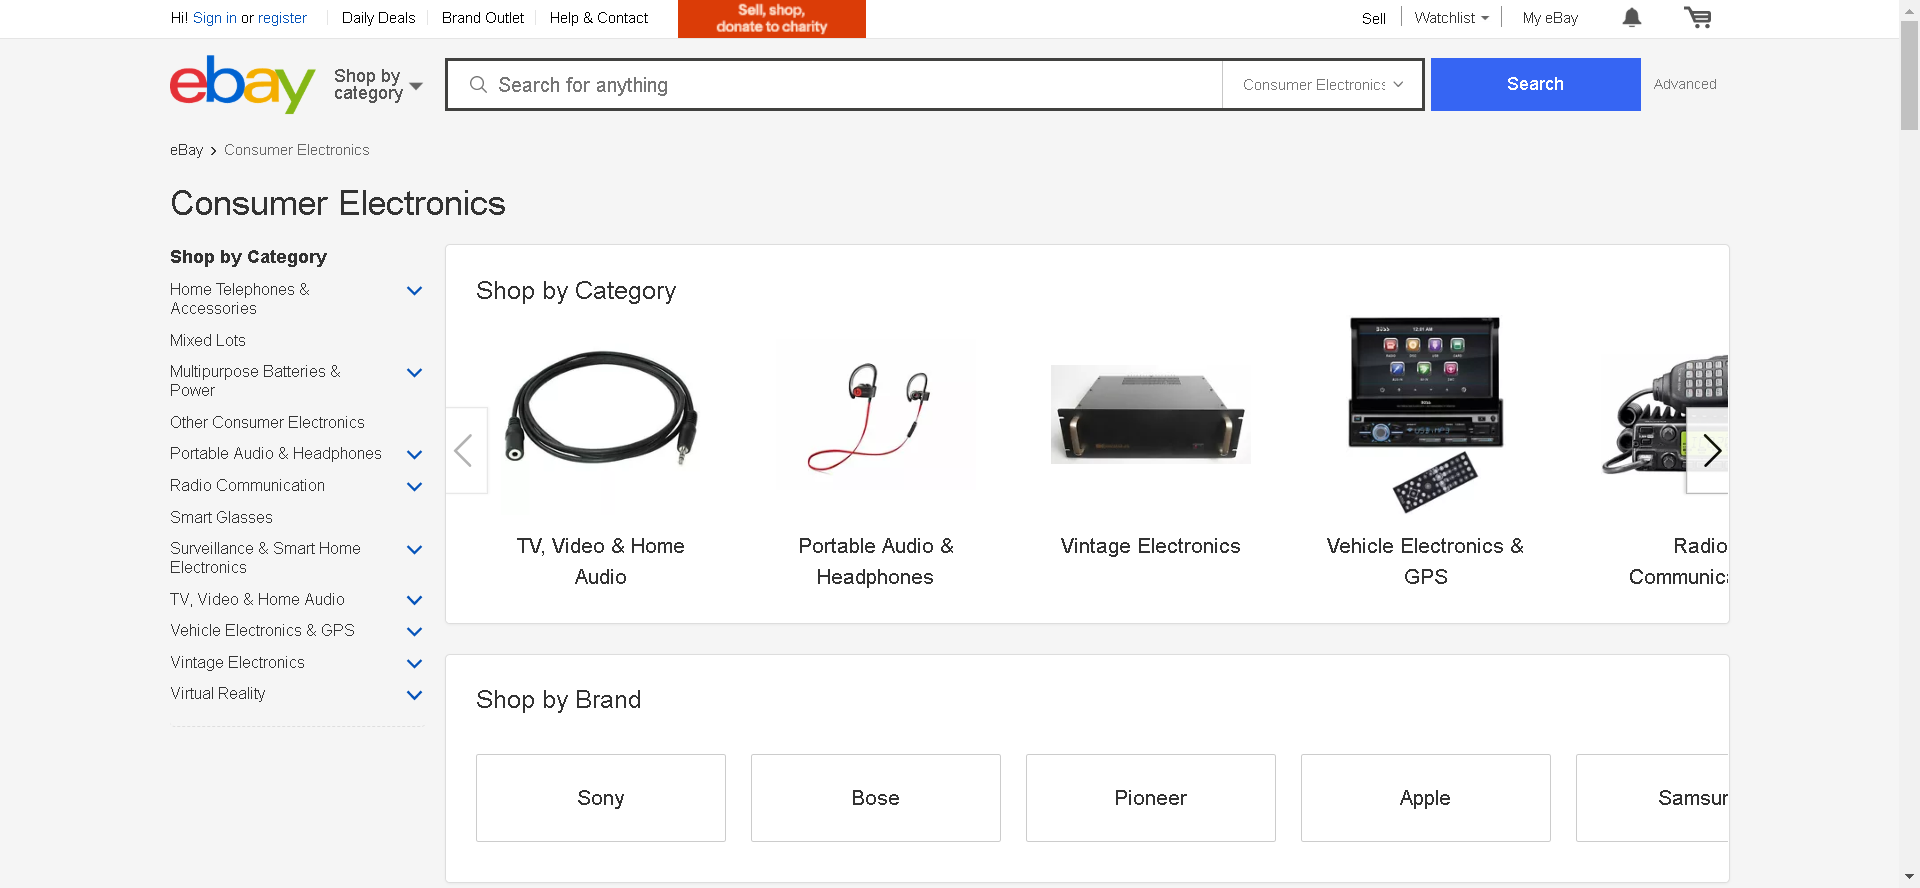 Hi! Sign in or register
Daily Deals
Brand Outlet
Help & Contact
Sell, shop,
donate to charity
Sell
Watchlist
My eBay
ebay
Shop by
category
Search for anything
Consumer Electronics
Search
Advanced
eBay > Consumer Electronics
Consumer Electronics
Shop by Category
Home Telephones &
Accessories
Mixed Lots
Multipurpose Batteries &
Power
Other Consumer Electronics
Portable Audio & Headphones
Radio Communication
Smart Glasses
Surveillance & Smart Home
Electronics
TV, Video & Home Audio
Vehicle Electronics & GPS
Vintage Electronics
Virtual Reality
Shop by Category
TV, Video & Home
Audio
Portable Audio &
Headphones
Vintage Electronics
Vehicle Electronics &
GPS
Radio
Communica
Shop by Brand
Sony
Bose
Pioneer
Apple
Samsur